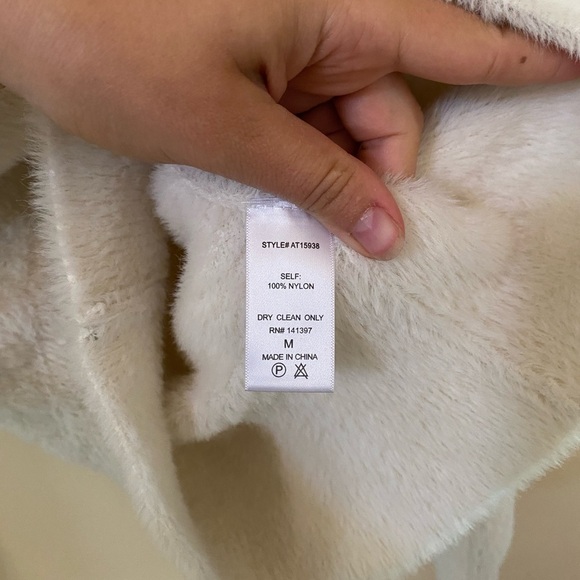 STYLE# AT15938
SELF:
100% NYLON
DRY CLEAN ONLY
RN# 141397
M
MADE IN CHINA
P